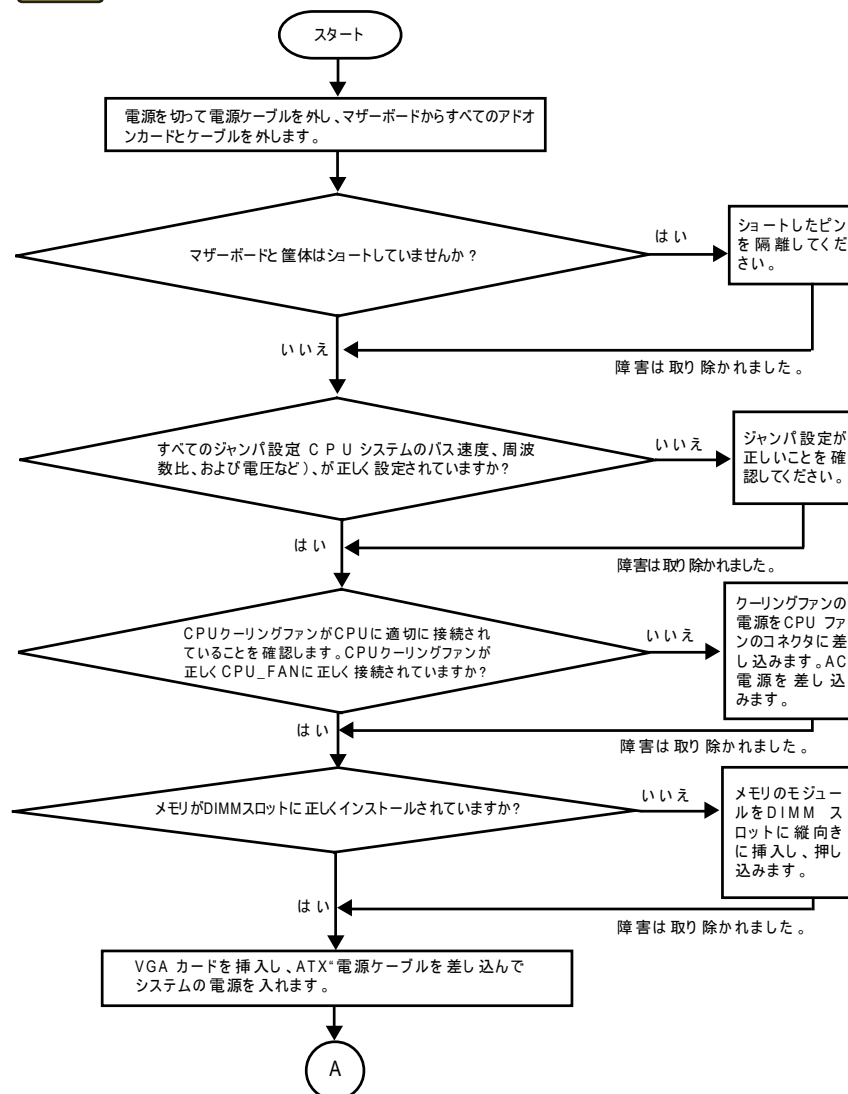 スタート
電源を切って電源ケーブルを外し、マザーボードからすべてのアドオ
ンカードとケーブルを外します。
マザーボードと筐体はショートしていませんか?
はい
ショートしたピン
を隔離してくだ
さい。
いいえ
障害は取り除かれました。
すべてのジャンパ設定 CPU システムのバス速度、周波
数比、および電圧など)、が正しく設定されていますか?
いいえ
ジャンパ設定が
正しいことを確
認してください。
はい
障害は取り除かれました。
CPUクーリングファンがCPUに適切に接続され
ていることを確認します。CPUクーリングファンが
正しくCPU_FANに正しく接続されていますか?
いいえ
クーリングファンの
電源をCPU ファ
ンのコネクタに差
し込みます。AC
電源を差し込
みます。
はい
障害は取り除かれました。
メモリがDIMMスロットに正しくインストールされていますか?
いいえ
メモリのモジュー
ルをDIMM ス
ロットに縦向き
に挿入し、押し
込みます。
はい
障害は取り除かれました。
VGA カードを挿入し、ATX“電源ケーブルを差し込んで
システムの電源を入れます。
A